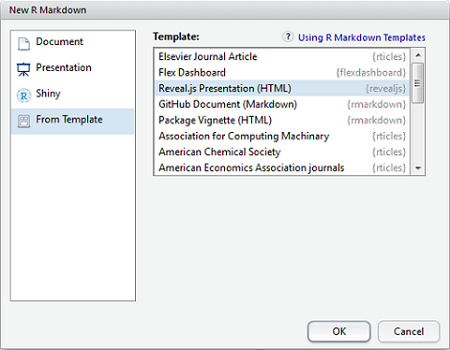 New R Markdown
Document
Presentation
R Shiny
From Template
Template: ? Using R Markdown Templates
Elsevier Journal Article {rticles}
Flex Dashboard {flexdashboard}
Reveal.js Presentation (HTML) {revealjs}
GitHub Document (Markdown) {rmarkdown}
Package Vignette (HTML) {rmarkdown}
Association for Computing Machinary {rticles}
American Chemical Society {rticles}
American Economics Association journals {rticles}
OK Cancel